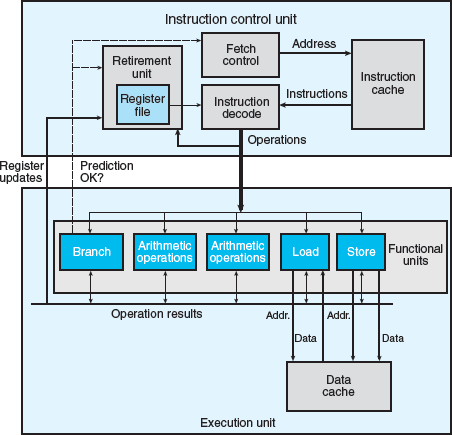 Instruction control unit
Fetch
control
Address
Retirement
unit
Instruction
cache
Register
file
Instruction
decode
Instructions
Operations
Register
updates
Prediction
OK?
Branch
Arithmetic
operations
Arithmetic
operations
Load
Store
Functional
units
Operation results
Addr.
Addr.
Data
Data
Data
cache
Execution unit